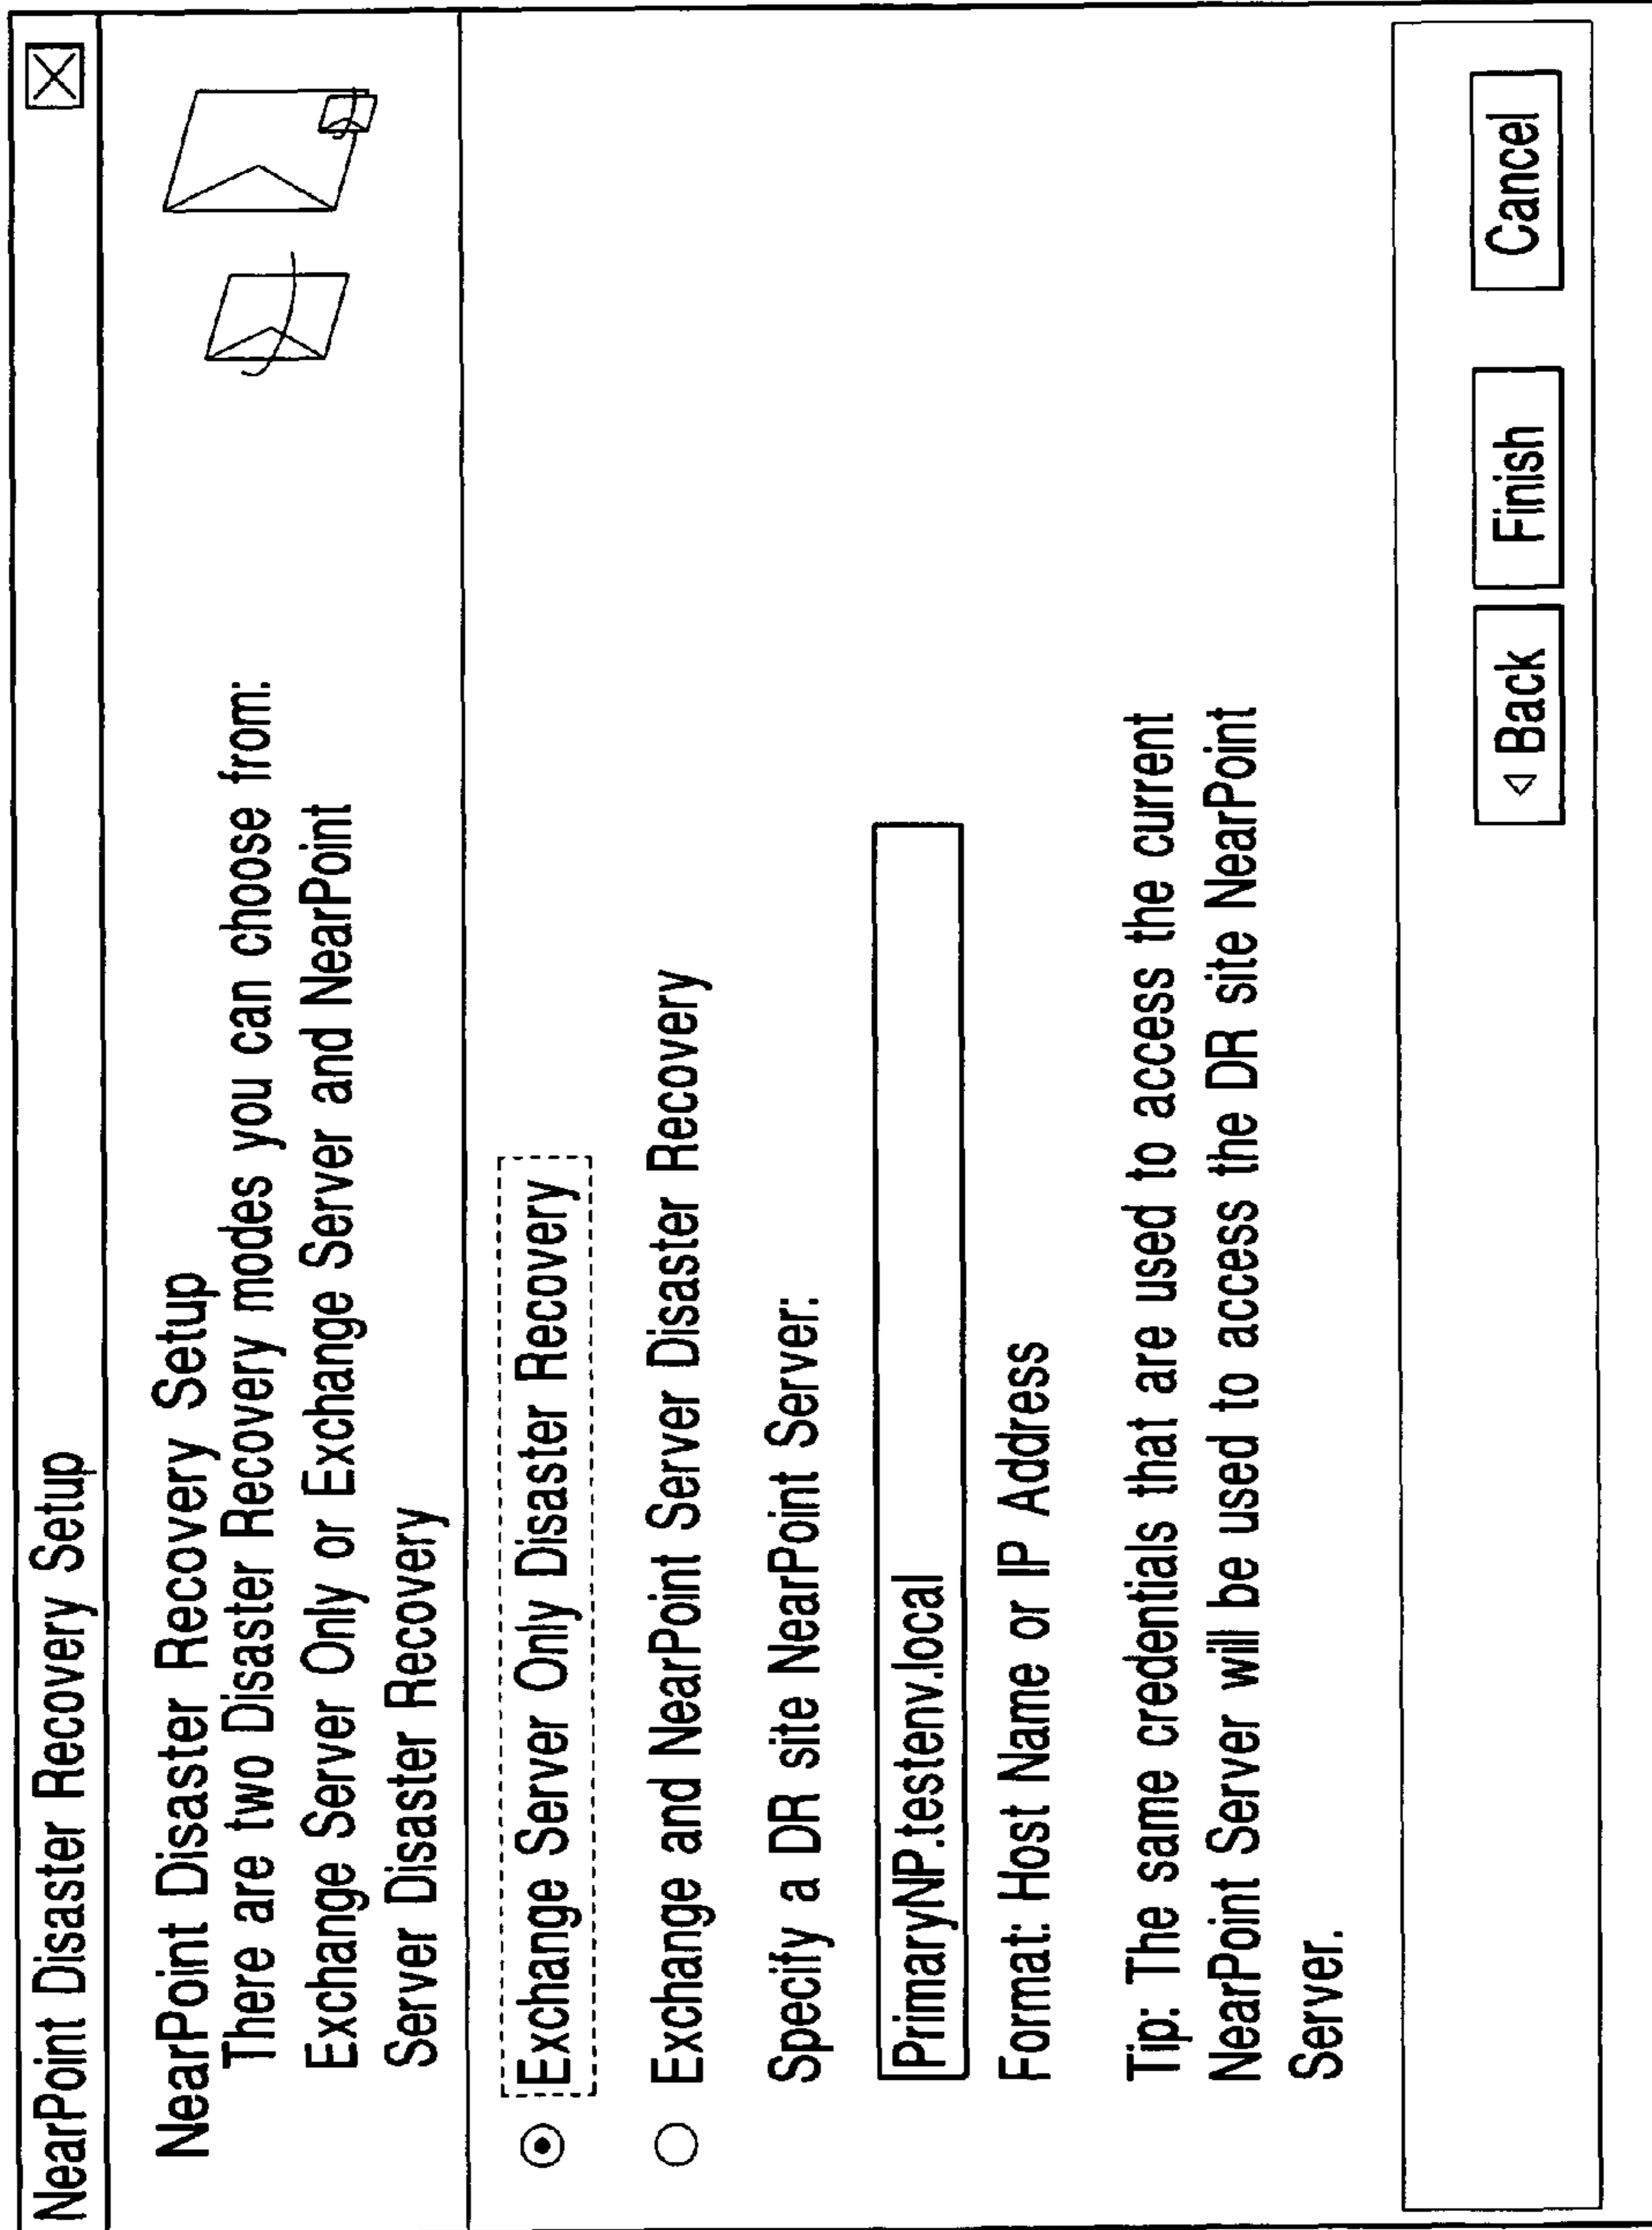 NearPoint Disaster Recovery Setup
NearPoint Disaster Recovery Setup
There are two Disaster Recovery modes you can choose from:
Exchange Server Only or Exchange Server and NearPoint
Server Disaster Recovery
Exchange Server Only Disaster Recovery
Exchange and NearPoint Server Disaster Recovery
Specify a DR site NearPoint Server:
PrimaryNP.testenv.local
Format: Host Name or IP Address
Tip: The same credentials that are used to access the current
NearPoint Server will be used to access the DR site NearPoint
Server.
Back Finish Cancel